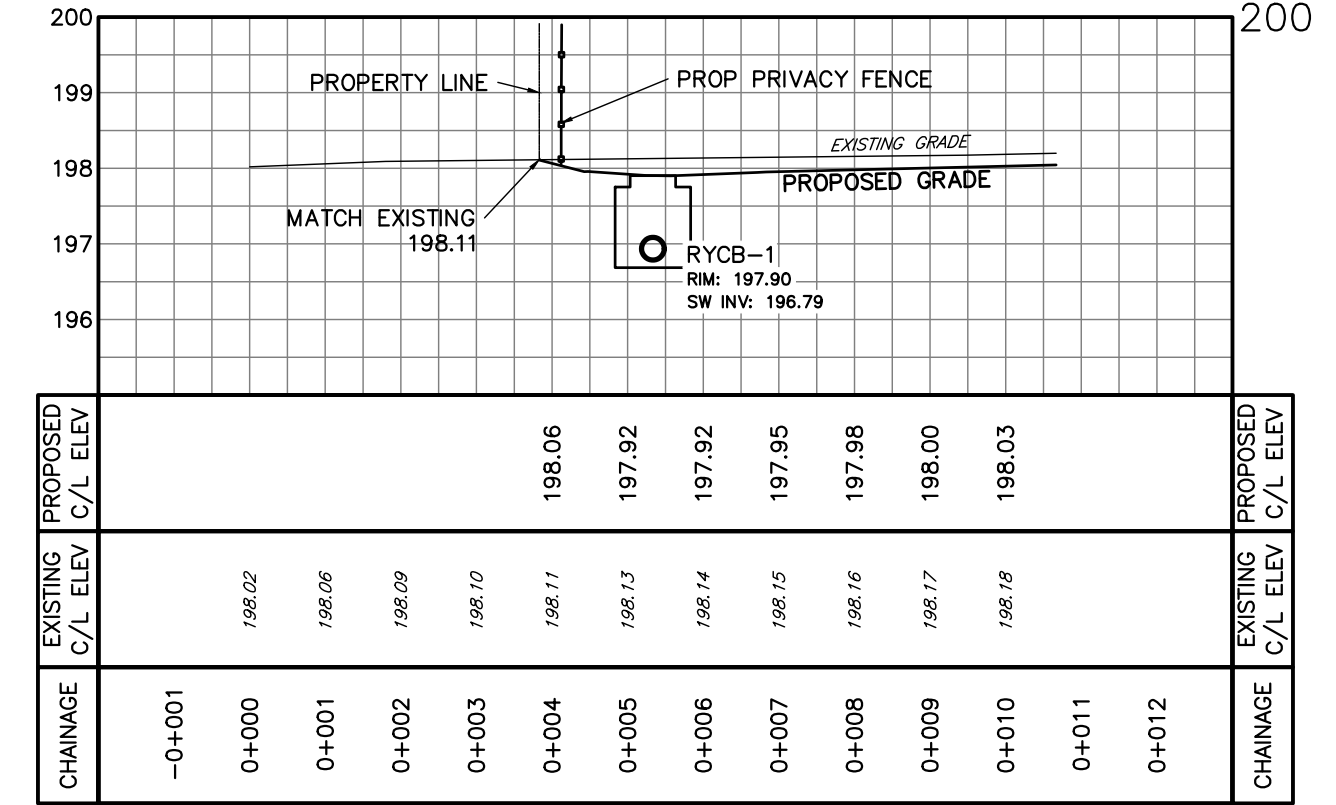 200
200
199
198
197
196
PROPERTY LINE
PROP PRIVACY FENCE
EXISTING GRADE
PROPOSED GRADE
MATCH EXISTING
198.11
RYCB-1
RIM: 197.90
SW INV: 196.79
PROPOSED
C/L ELEV
198.06
197.92
197.92
197.95
197.98
198.00
198.03
PROPOSED
C/L ELEV
EXISTING
C/L ELEV
198.02
198.06
198.09
198.10
198.11
198.13
198.14
198.15
198.16
198.17
198.18
EXISTING
C/L ELEV
CHAINAGE
-0+001
0+000
0+001
0+002
0+003
0+004
0+005
0+006
0+007
0+008
0+009
0+010
0+011
0+012
CHAINAGE